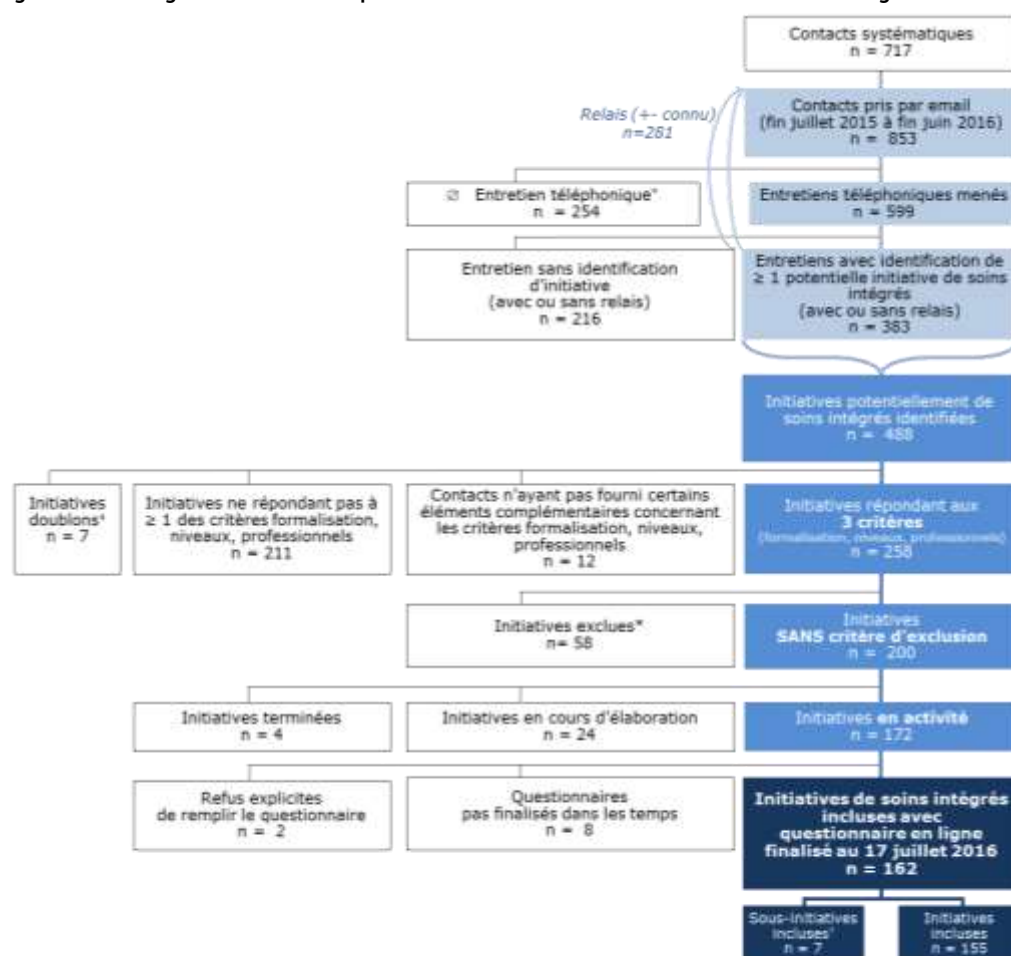 Contacts systématiques
n = 717
Relais (+- connu)
n=281
Contacts pris par email
(fin juillet 2015 à fin juin 2016)
n = 853
∅ Entretien téléphonique*
n = 254
Entretiens téléphoniques menés
n = 599
Entretien sans identification
d'initiative
(avec ou sans relais)
n = 216
Entretiens avec identification de
≥ 1 potentielle initiative de soins
intégrés
(avec ou sans relais)
n = 383
Initiatives potentiellement de
soins intégrés identifiées
n = 488
Initiatives
doublons
n = 7
Initiatives ne répondant pas à
≥ 1 des critères formalisation,
niveaux, professionnels
n = 211
Contacts n'ayant pas fourni certains
éléments complémentaires concernant
les critères formalisation, niveaux,
professionnels
n = 12
Initiatives répondant aux
3 critères
(formalisation, niveaux, professionnels)
n = 258
Initiatives exclues*
n= 58
Initiatives
SANS critère d'exclusion
n = 200
Initiatives terminées
n = 4
Initiatives en cours d'élaboration
n = 24
Initiatives en activité
n = 172
Refus explicites
de remplir le questionnaire
n = 2
Questionnaires
pas finalisés dans les temps
n = 8
Initiatives de soins intégrés
incluses avec
questionnaire en ligne
finalisé au 17 juillet 2016
n = 162
Sous-initiatives
incluses
n = 7
Initiatives
incluses
n = 155